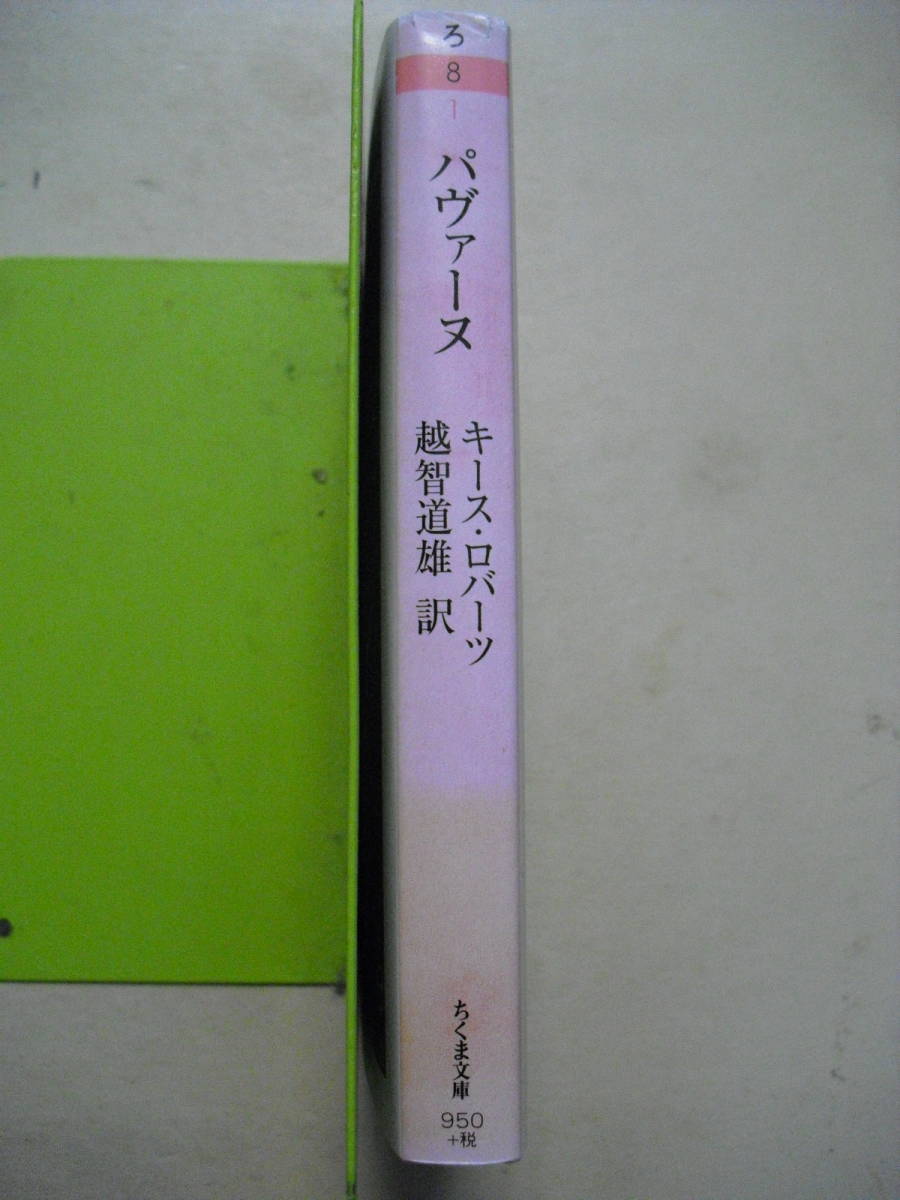 ろ
8
1
パヴァーヌ
キース・ロバーツ
越智道雄 訳
ちくま文庫
950
+税